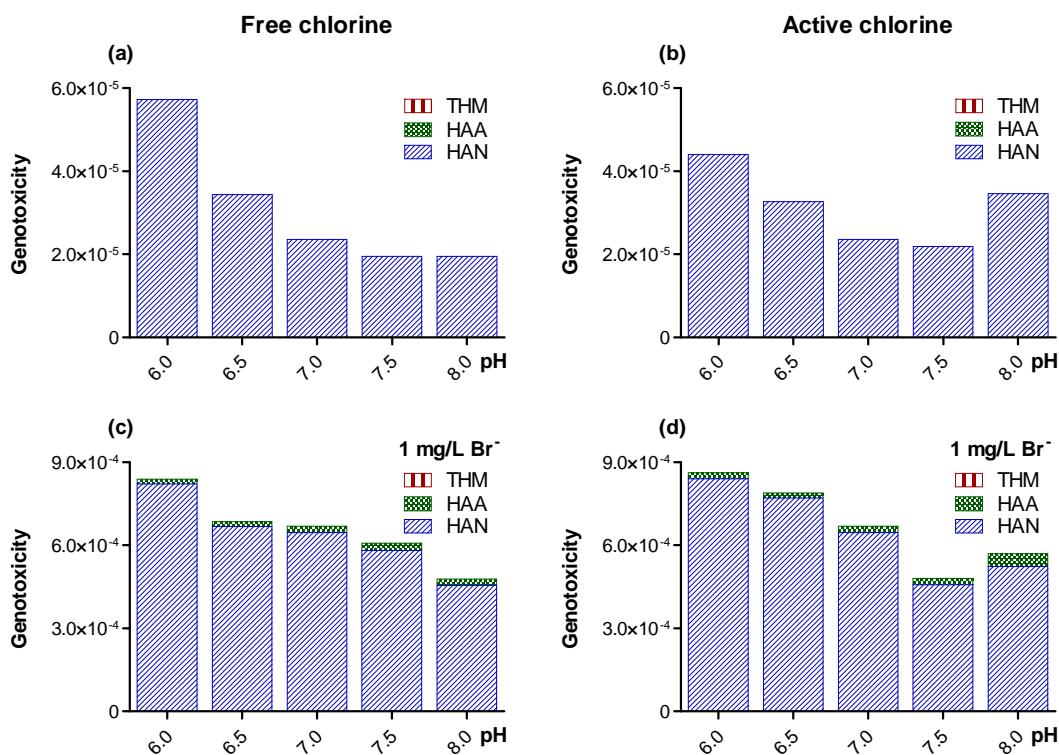 Free chlorine
Active chlorine
(a)
6.0×10⁻⁵
4.0×10⁻⁵
2.0×10⁻⁵
0
Genotoxicity
THM
HAA
HAN
6.0
6.5
7.0
7.5
8.0
pH
(b)
6.0×10⁻⁵
4.0×10⁻⁵
2.0×10⁻⁵
0
Genotoxicity
THM
HAA
HAN
6.0
6.5
7.0
7.5
8.0
pH
(c)
1 mg/L Br⁻
9.0×10⁻⁴
6.0×10⁻⁴
3.0×10⁻⁴
0
Genotoxicity
THM
HAA
HAN
6.0
6.5
7.0
7.5
8.0
pH
(d)
1 mg/L Br⁻
9.0×10⁻⁴
6.0×10⁻⁴
3.0×10⁻⁴
0
Genotoxicity
THM
HAA
HAN
6.0
6.5
7.0
7.5
8.0
pH